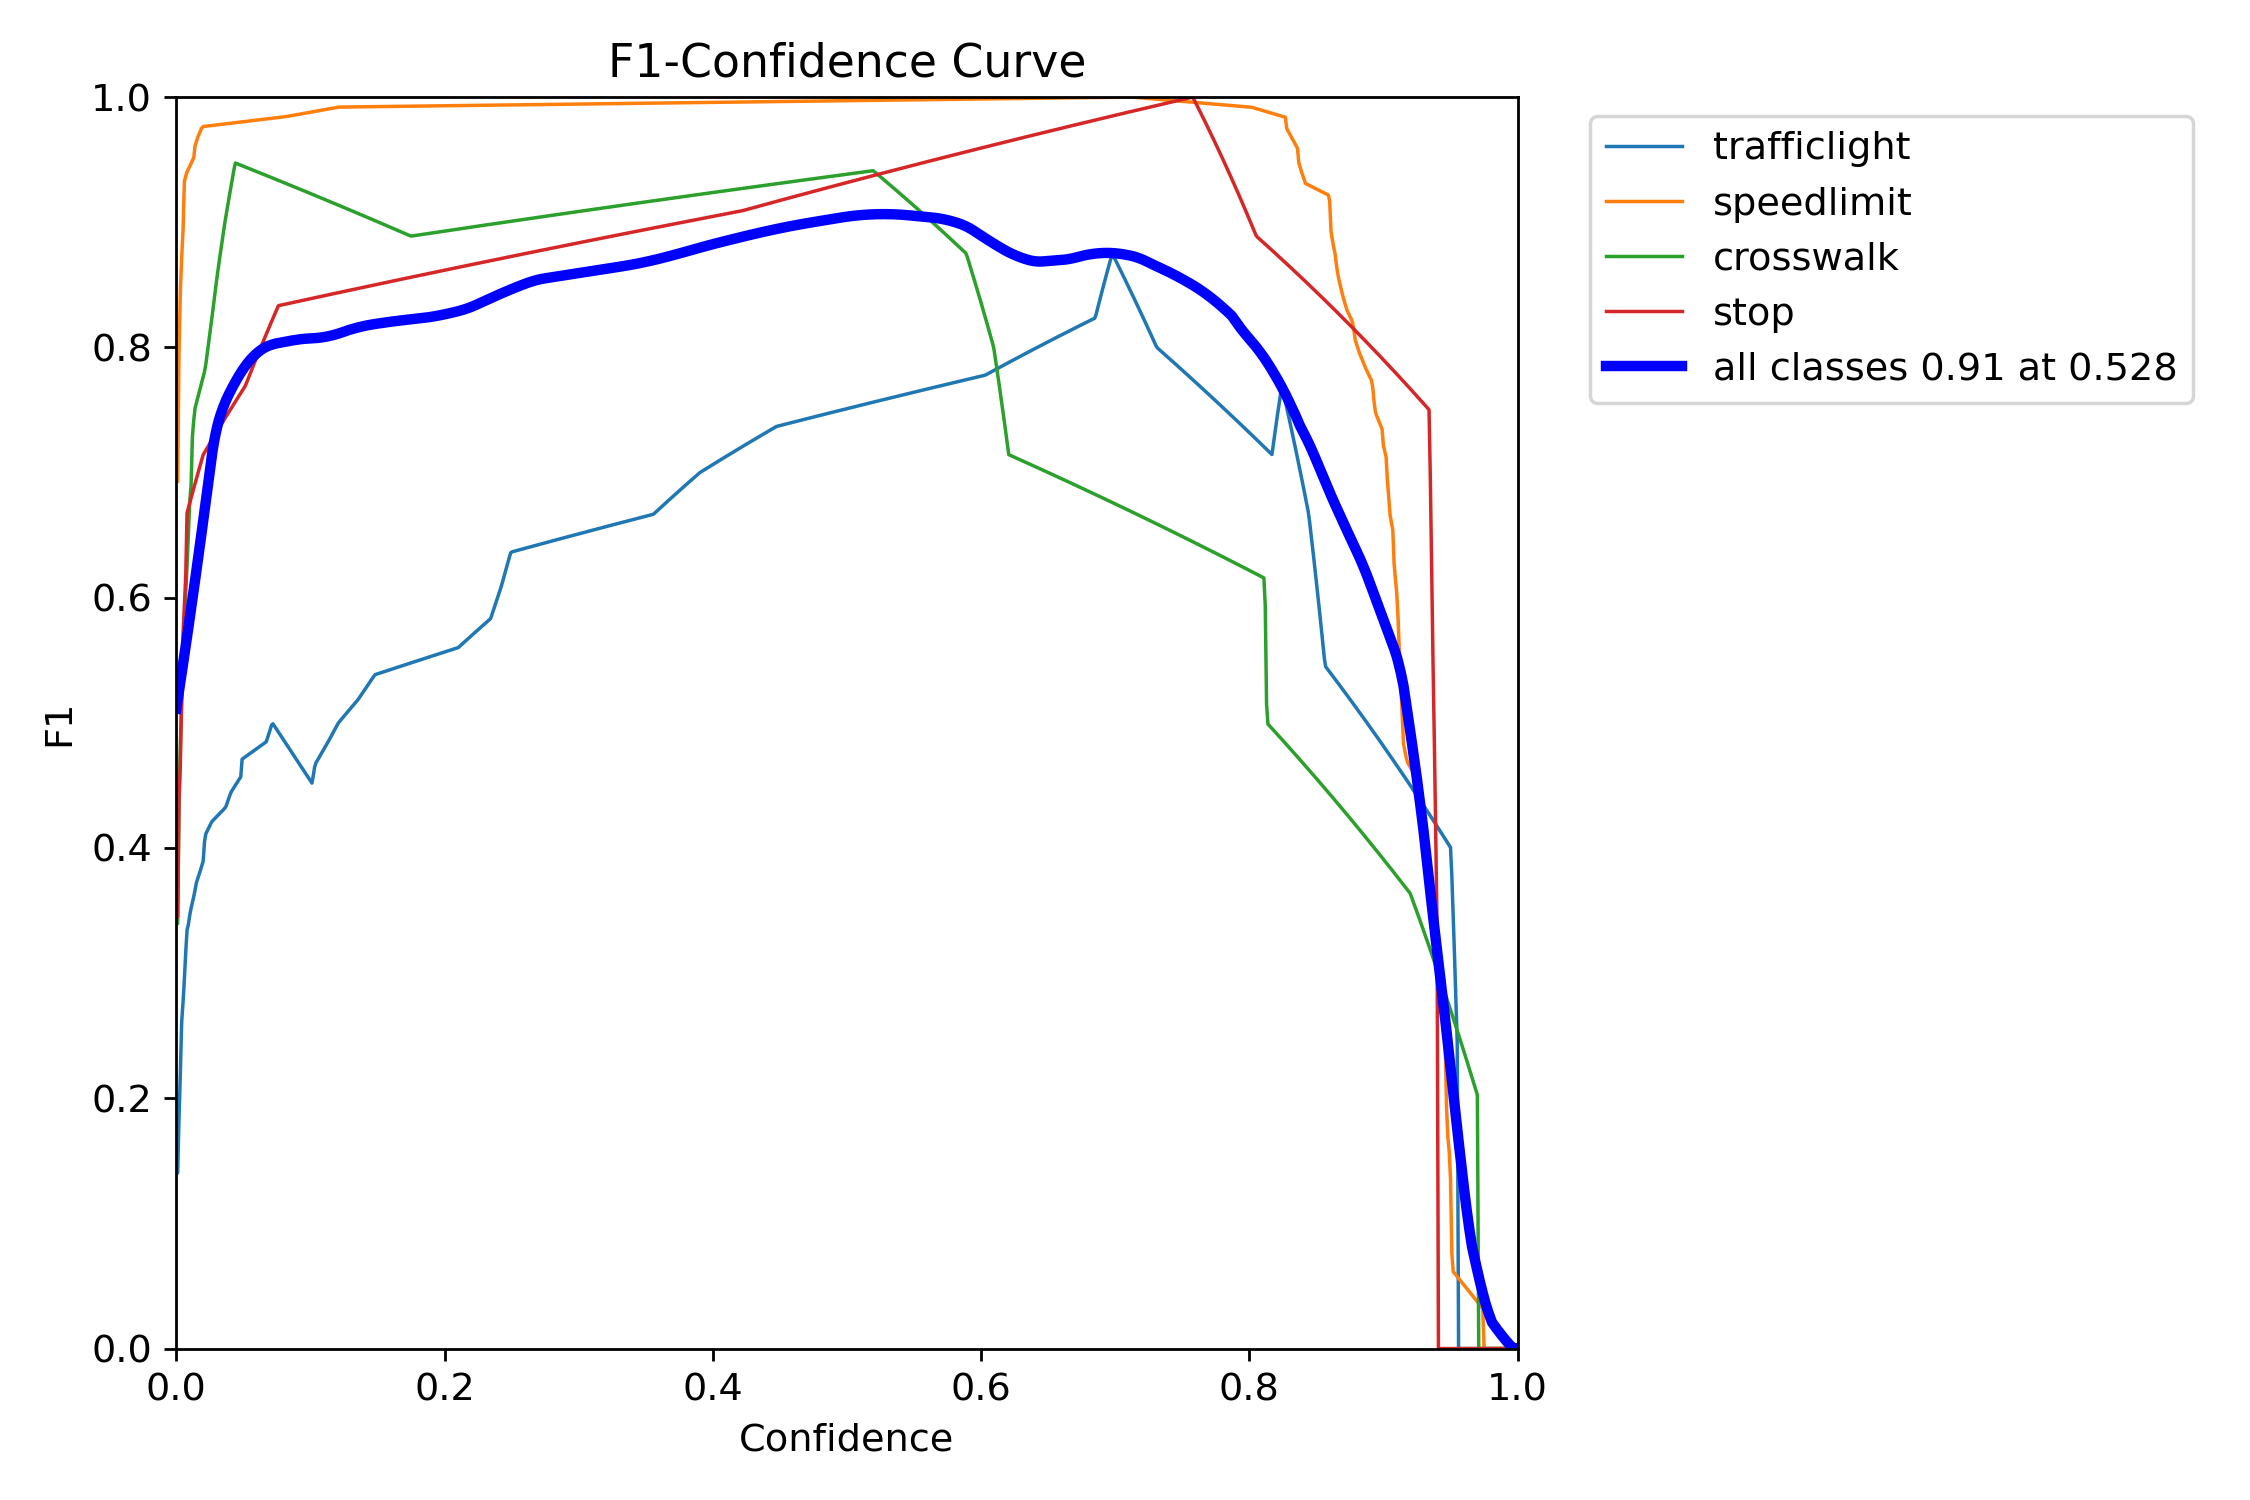 F1-Confidence Curve
1.0
0.8
0.6
0.4
0.2
0.0
F1
0.0 0.2 0.4 0.6 0.8 1.0
Confidence
trafficlight
speedlimit
crosswalk
stop
all classes 0.91 at 0.528